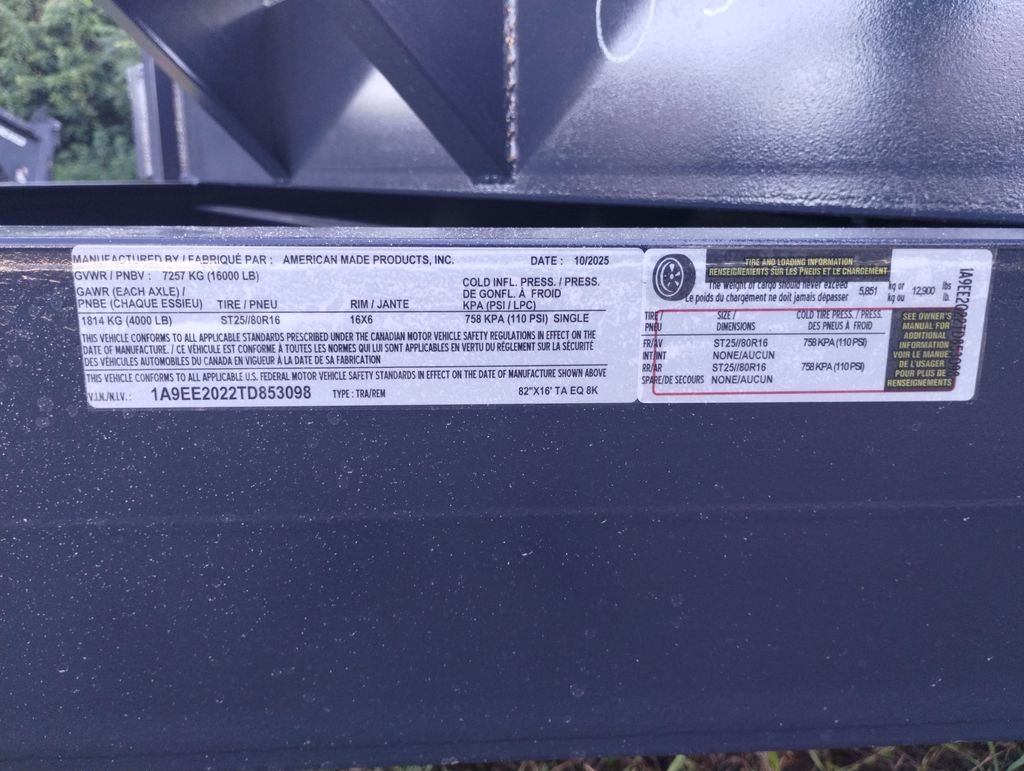 MANUFACTURED BY / FABRIQUÉ PAR : AMERICAN MADE PRODUCTS, INC. DATE : 10/2025
GVWR / PNBV : 7257 KG (16000 LB)
GAWR (EACH AXLE) /
PNBE (CHAQUE ESSIEU) TIRE / PNEU RIM / JANTE
COLD INFL. PRESS. / PRESS.
DE GONFL. À FROID
KPA (PSI / LPC)
1814 KG (4000 LB) ST25//80R16 16X6 758 KPA (110 PSI) SINGLE
THIS VEHICLE CONFORMS TO ALL APPLICABLE STANDARDS PRESCRIBED UNDER THE CANADIAN MOTOR VEHICLE SAFETY REGULATIONS IN EFFECT ON THE
DATE OF MANUFACTURE. / CE VÉHICULE EST CONFORME À TOUTES LES NORMES QUI LUI SONT APPLICABLES EN VERTU DU RÈGLEMENT SUR LA SÉCURITÉ
DES VÉHICULES AUTOMOBILES DU CANADA EN VIGUEUR À LA DATE DE SA FABRICATION
THIS VEHICLE CONFORMS TO ALL APPLICABLE U.S. FEDERAL MOTOR VEHICLE SAFETY STANDARDS IN EFFECT ON THE DATE OF MANUFACTURE SHOWN ABOVE
V.I.N./N.I.V. : 1A9EE2022TD853098 TYPE : TRA/REM 82"X16' TA EQ 8K
TIRE AND LOADING INFORMATION
RENSEIGNEMENTS SUR LES PNEUS ET LE CHARGEMENT
The weight of cargo should never exceed
Le poids du chargement ne doit jamais dépasser
5,851 kg or
kg ou
12,900 lbs
lb
TIRE / SIZE / COLD TIRE PRESS. / PRESS.
PNEU DIMENSIONS DES PNEUS À FROID
FR/AV ST25//80R16 758 KPA (110 PSI)
INT/INT NONE/AUCUN
RR/AR ST25//80R16 758 KPA (110 PSI)
SPARE/DE SECOURS NONE/AUCUN
SEE OWNER'S
MANUAL FOR
ADDITIONAL
INFORMATION
VOIR LE MANUEL
DE L'USAGER
POUR PLUS DE
RENSEIGNEMENTS